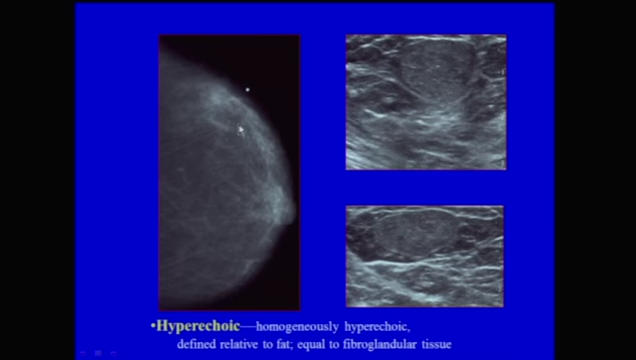 •Hyperechoic—homogeneously hyperechoic,
defined relative to fat; equal to fibroglandular tissue